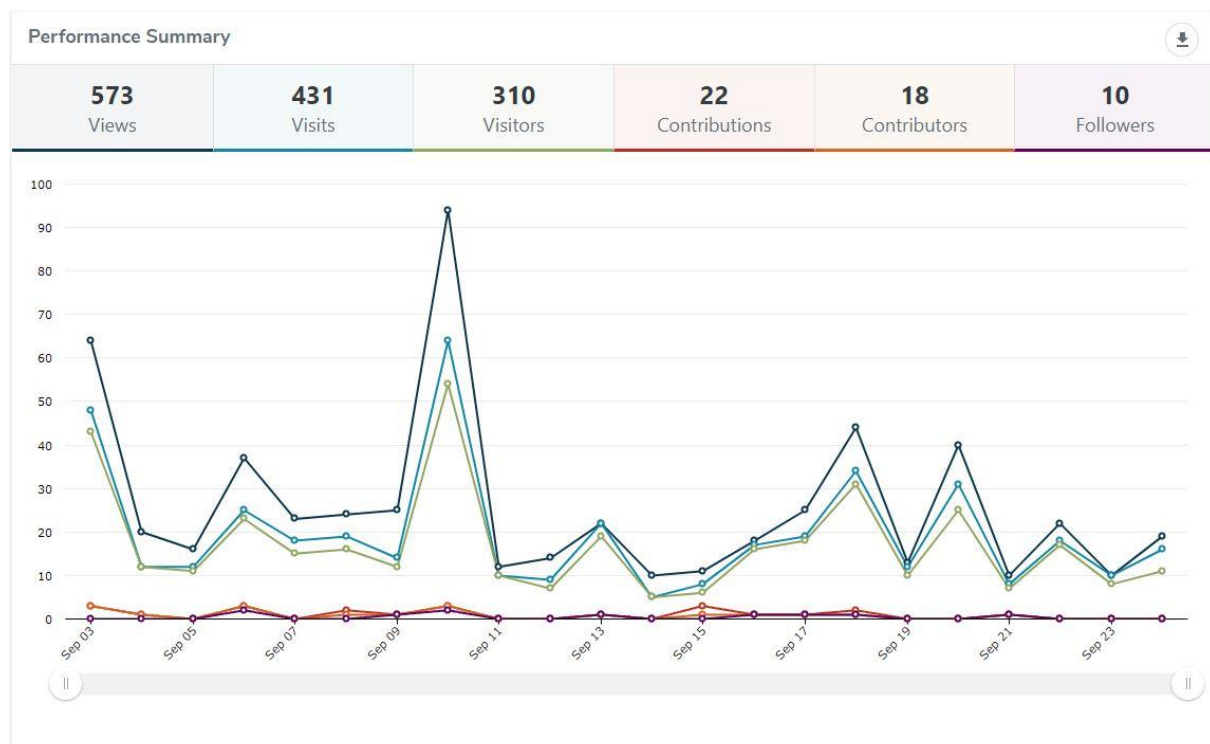 Performance Summary
573 431 310 22 18 10
Views Visits Visitors Contributions Contributors Followers
100
90
80
70
60
50
40
30
20
10
0
Sep 03 Sep 05 Sep 07 Sep 09 Sep 11 Sep 13 Sep 15 Sep 17 Sep 19 Sep 21 Sep 23